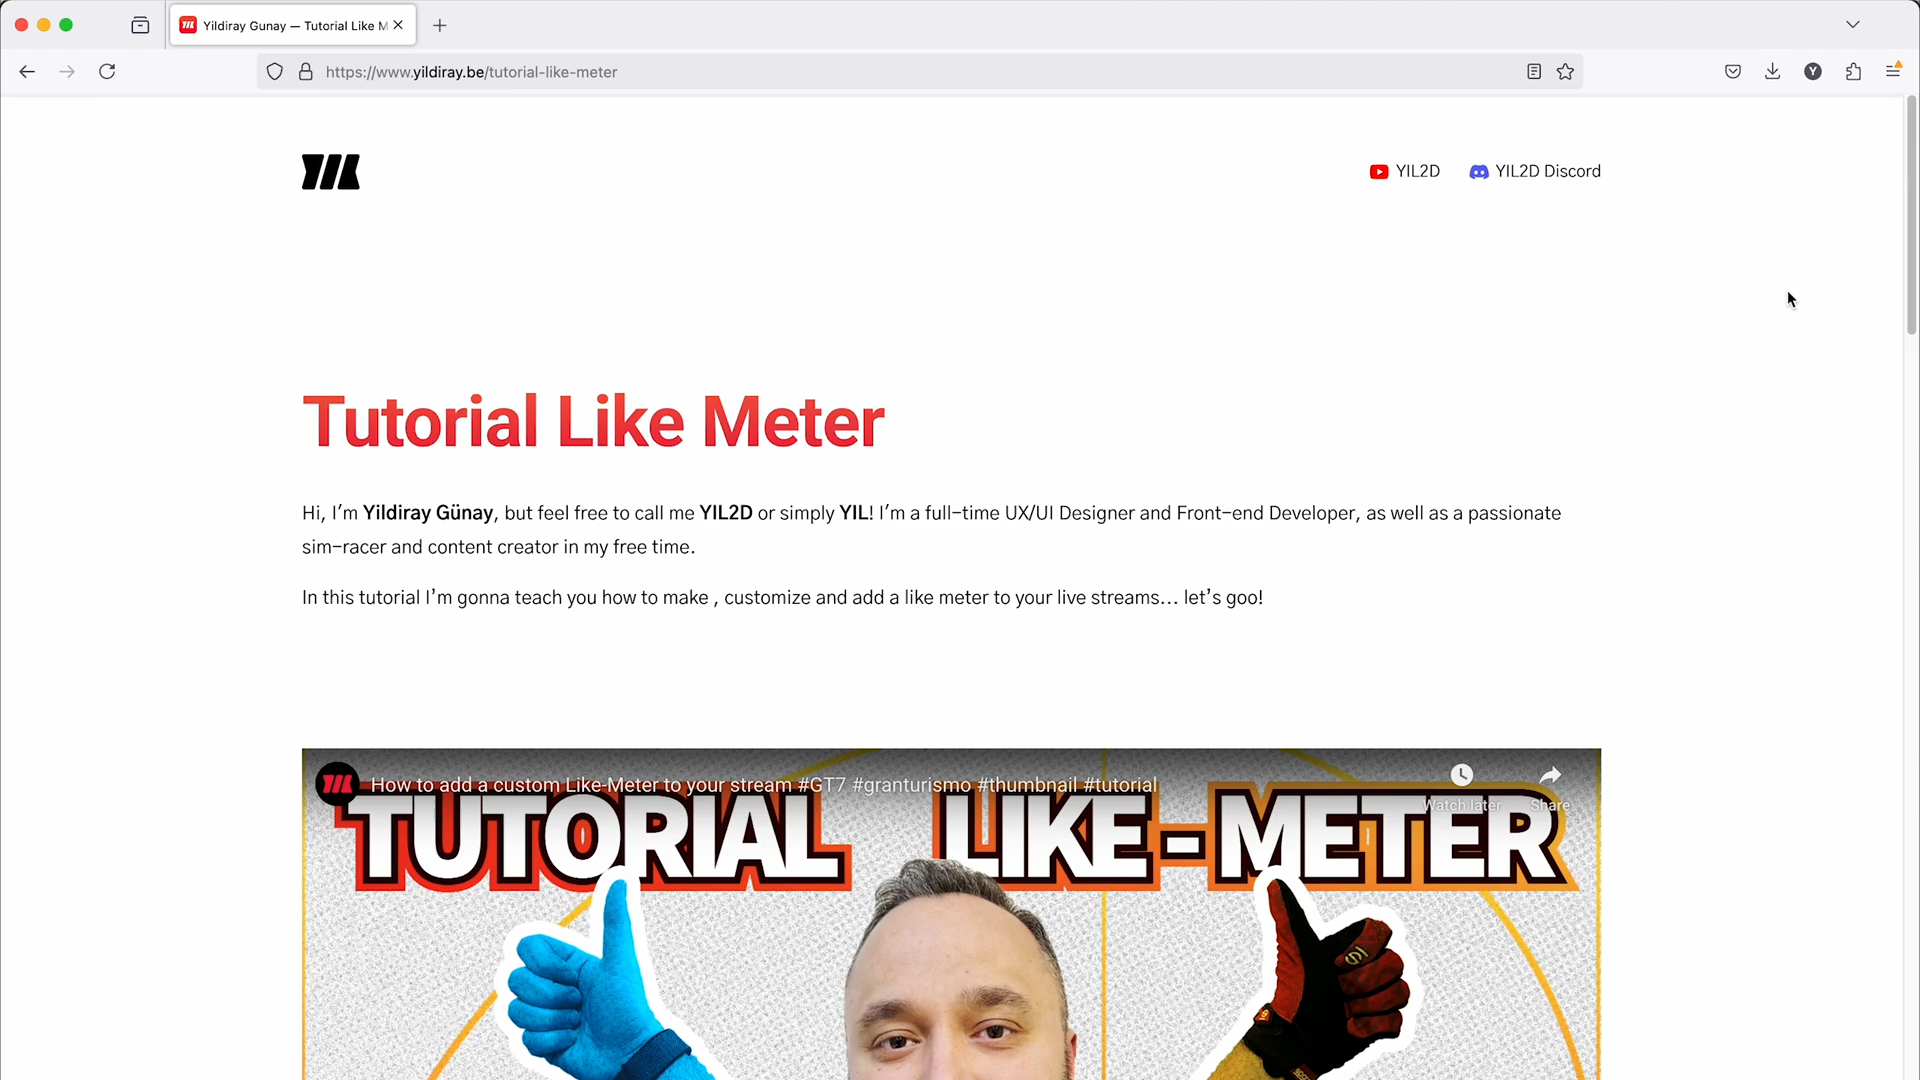 Yildiray Gunay — Tutorial Like M
https://www.yildiray.be/tutorial-like-meter
Y
YIL
YIL2D
YIL2D Discord
Tutorial Like Meter
Hi, I'm Yildiray Günay, but feel free to call me YIL2D or simply YIL! I'm a full-time UX/UI Designer and Front-end Developer, as well as a passionate
sim-racer and content creator in my free time.
In this tutorial I'm gonna teach you how to make , customize and add a like meter to your live streams... let's goo!
How to add a custom Like-Meter to your stream #GT7 #granturismo #thumbnail #tutorial
Watch later
Share
TUTORIAL LIKE-METER